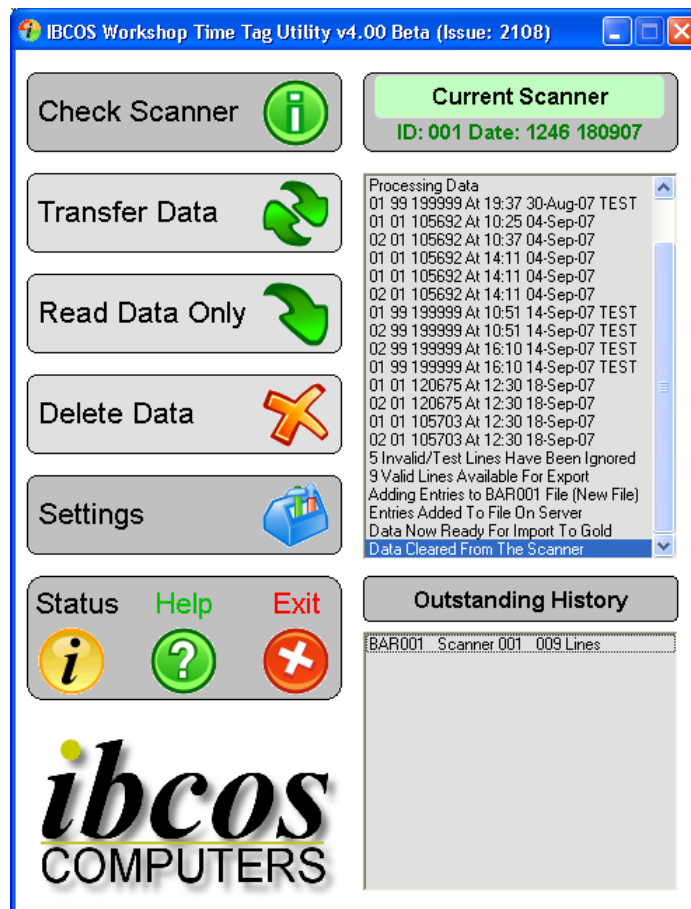 IBCOS Workshop Time Tag Utility v4.00 Beta (Issue: 2108)
Check Scanner
Transfer Data
Read Data Only
Delete Data
Settings
Status Help Exit
ibcos
COMPUTERS
Current Scanner
ID: 001 Date: 1246 180907
Processing Data
01 99 199999 At 19:37 30-Aug-07 TEST
01 01 105692 At 10:25 04-Sep-07
02 01 105692 At 10:37 04-Sep-07
01 01 105692 At 14:11 04-Sep-07
01 01 105692 At 14:11 04-Sep-07
02 01 105692 At 14:11 04-Sep-07
01 99 199999 At 10:51 14-Sep-07 TEST
02 99 199999 At 10:51 14-Sep-07 TEST
02 99 199999 At 16:10 14-Sep-07 TEST
01 99 199999 At 16:10 14-Sep-07 TEST
01 01 120675 At 12:30 18-Sep-07
02 01 120675 At 12:30 18-Sep-07
01 01 105703 At 12:30 18-Sep-07
02 01 105703 At 12:30 18-Sep-07
5 Invalid/Test Lines Have Been Ignored
9 Valid Lines Available For Export
Adding Entries to BAR001 File (New File)
Entries Added To File On Server
Data Now Ready For Import To Gold
Data Cleared From The Scanner
Outstanding History
BAR001 Scanner 001 009 Lines